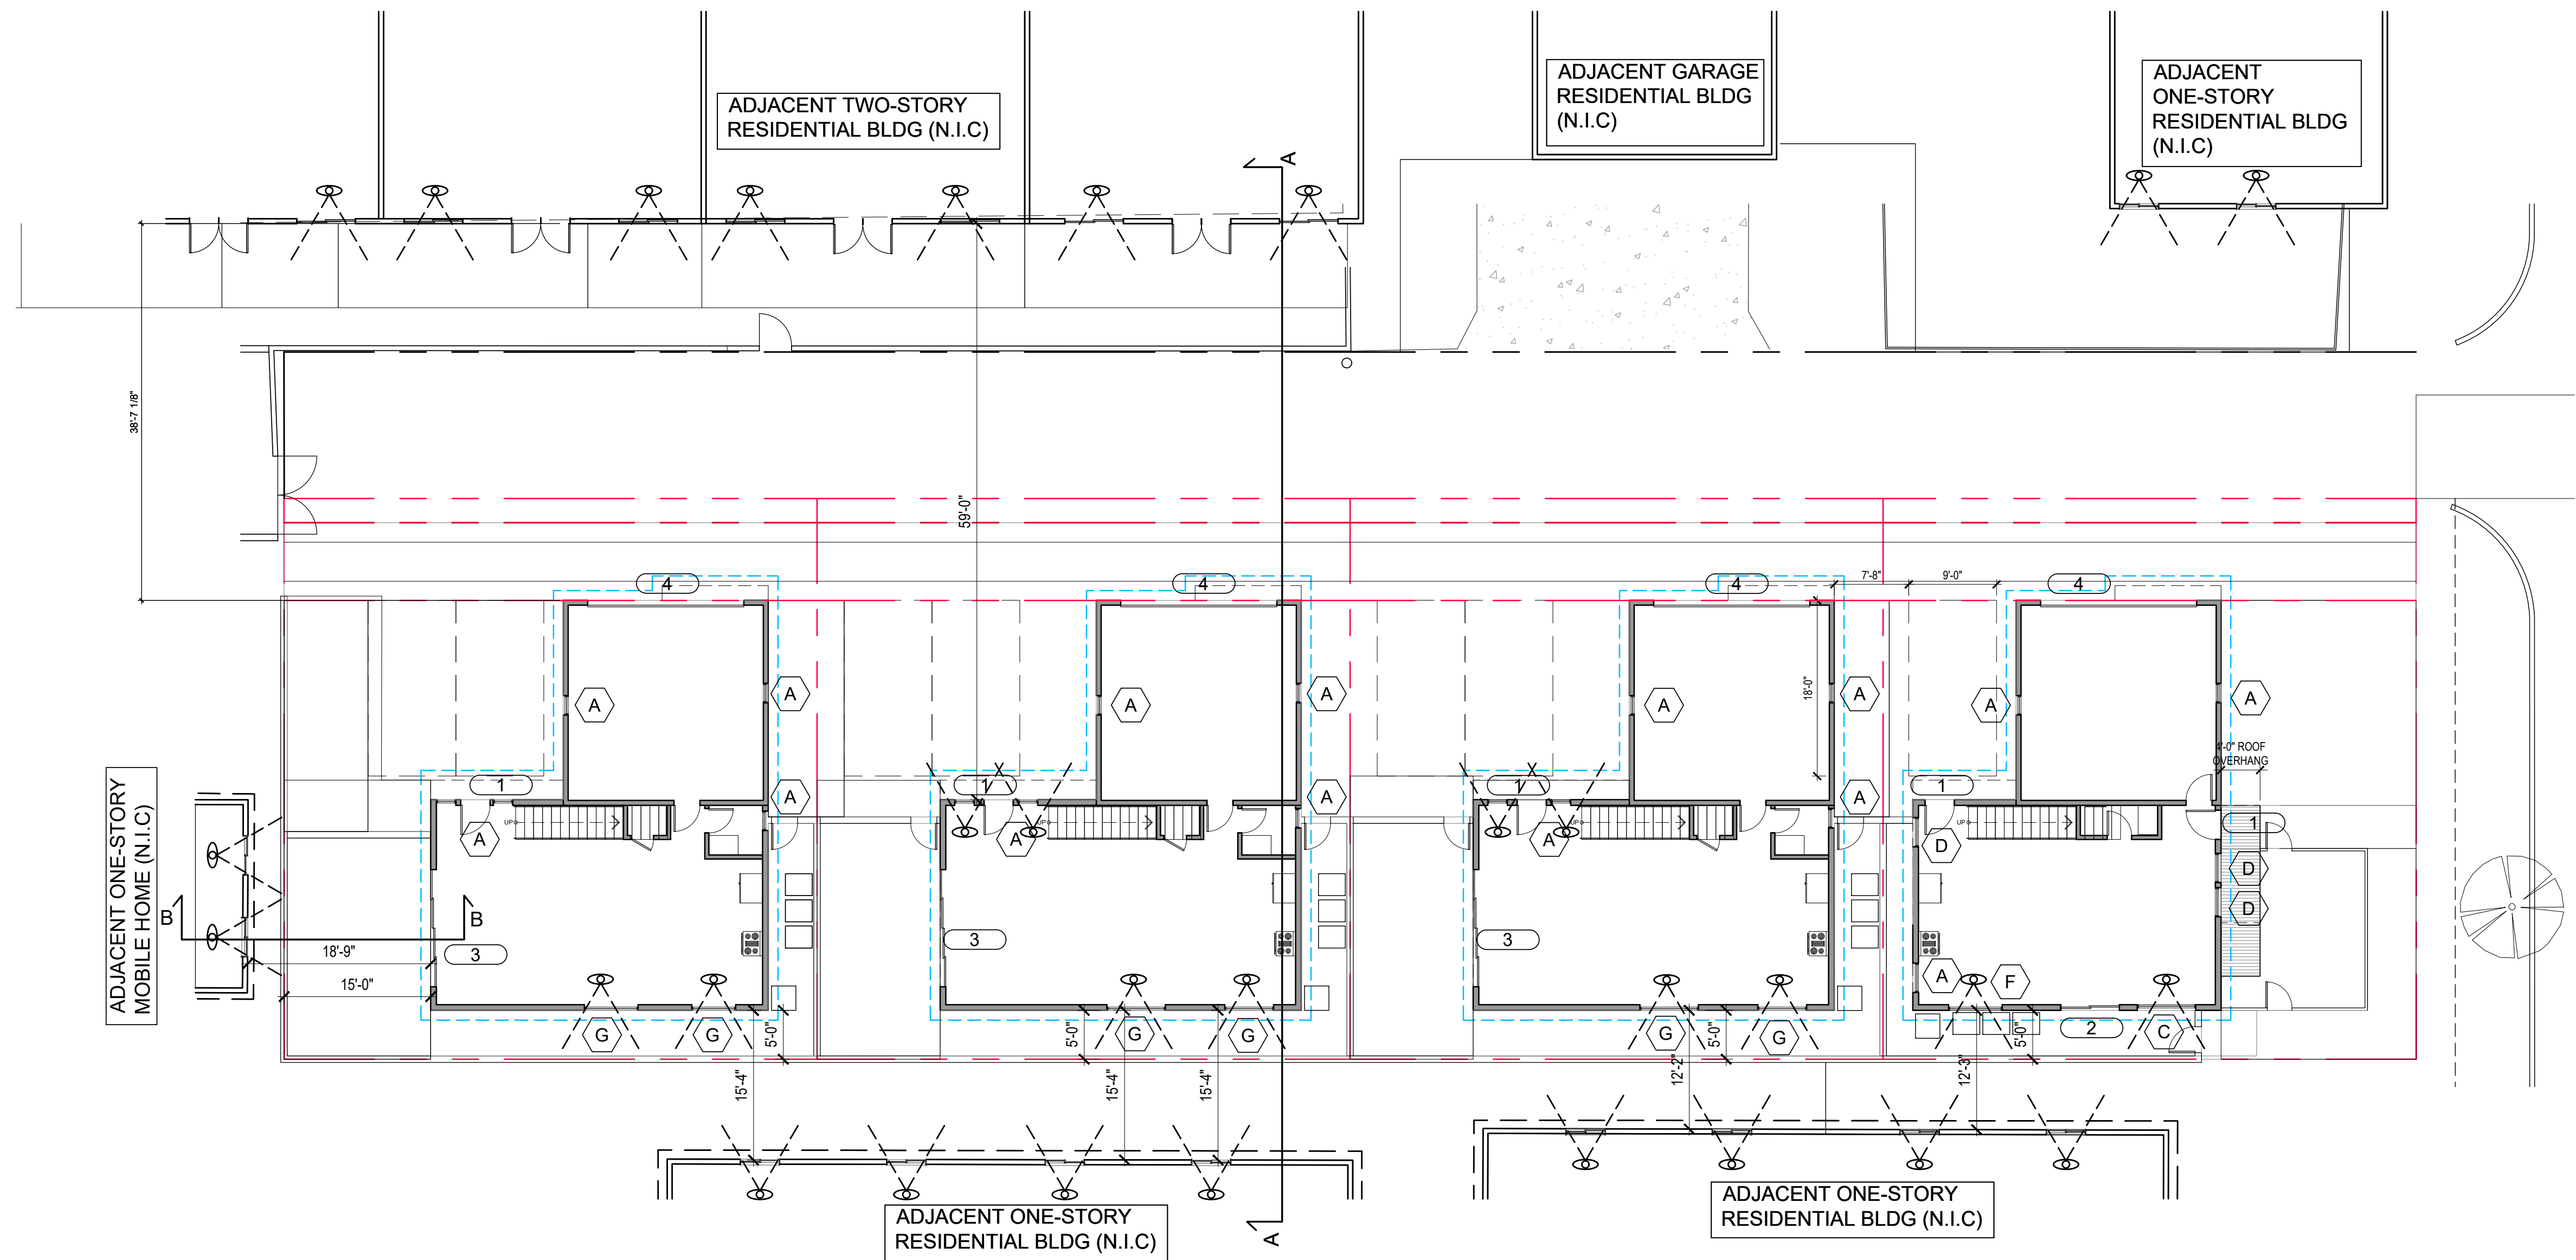 ADJACENT TWO-STORY
RESIDENTIAL BLDG (N.I.C)
ADJACENT GARAGE
RESIDENTIAL BLDG
(N.I.C)
ADJACENT
ONE-STORY
RESIDENTIAL BLDG
(N.I.C)
A
38'-7 1/8"
59'-0"
4
4
4
7'-8"
9'-0"
4
A
A
A
A
A
A
18'-0"
A
A
4'-0" ROOF
OVERHANG
1
A
1
A
1
A
1
UP
A
UP
A
UP
A
UP
D
1
D
D
ADJACENT ONE-STORY
MOBILE HOME (N.I.C)
B
B
18'-9"
15'-0"
3
3
3
A
F
G
G
5'-0"
15'-4"
G
G
5'-0"
15'-4"
15'-4"
G
G
5'-0"
12'-2"
2
C
5'-0"
12'-3"
ADJACENT ONE-STORY
RESIDENTIAL BLDG (N.I.C)
A
ADJACENT ONE-STORY
RESIDENTIAL BLDG (N.I.C)